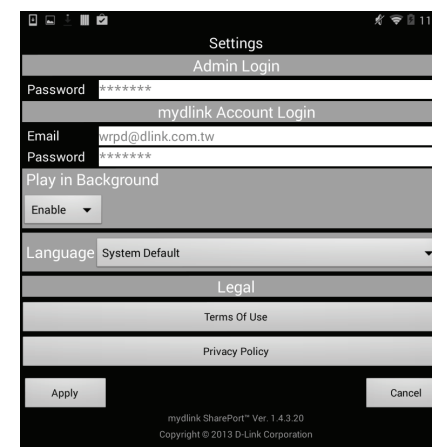 11
Settings
Admin Login
Password *******
mydlink Account Login
Email wrpd@dlink.com.tw
Password *******
Play in Background
Enable
Language System Default
Legal
Terms Of Use
Privacy Policy
Apply Cancel
mydlink SharePort™ Ver. 1.4.3.20
Copyright © 2013 D-Link Corporation